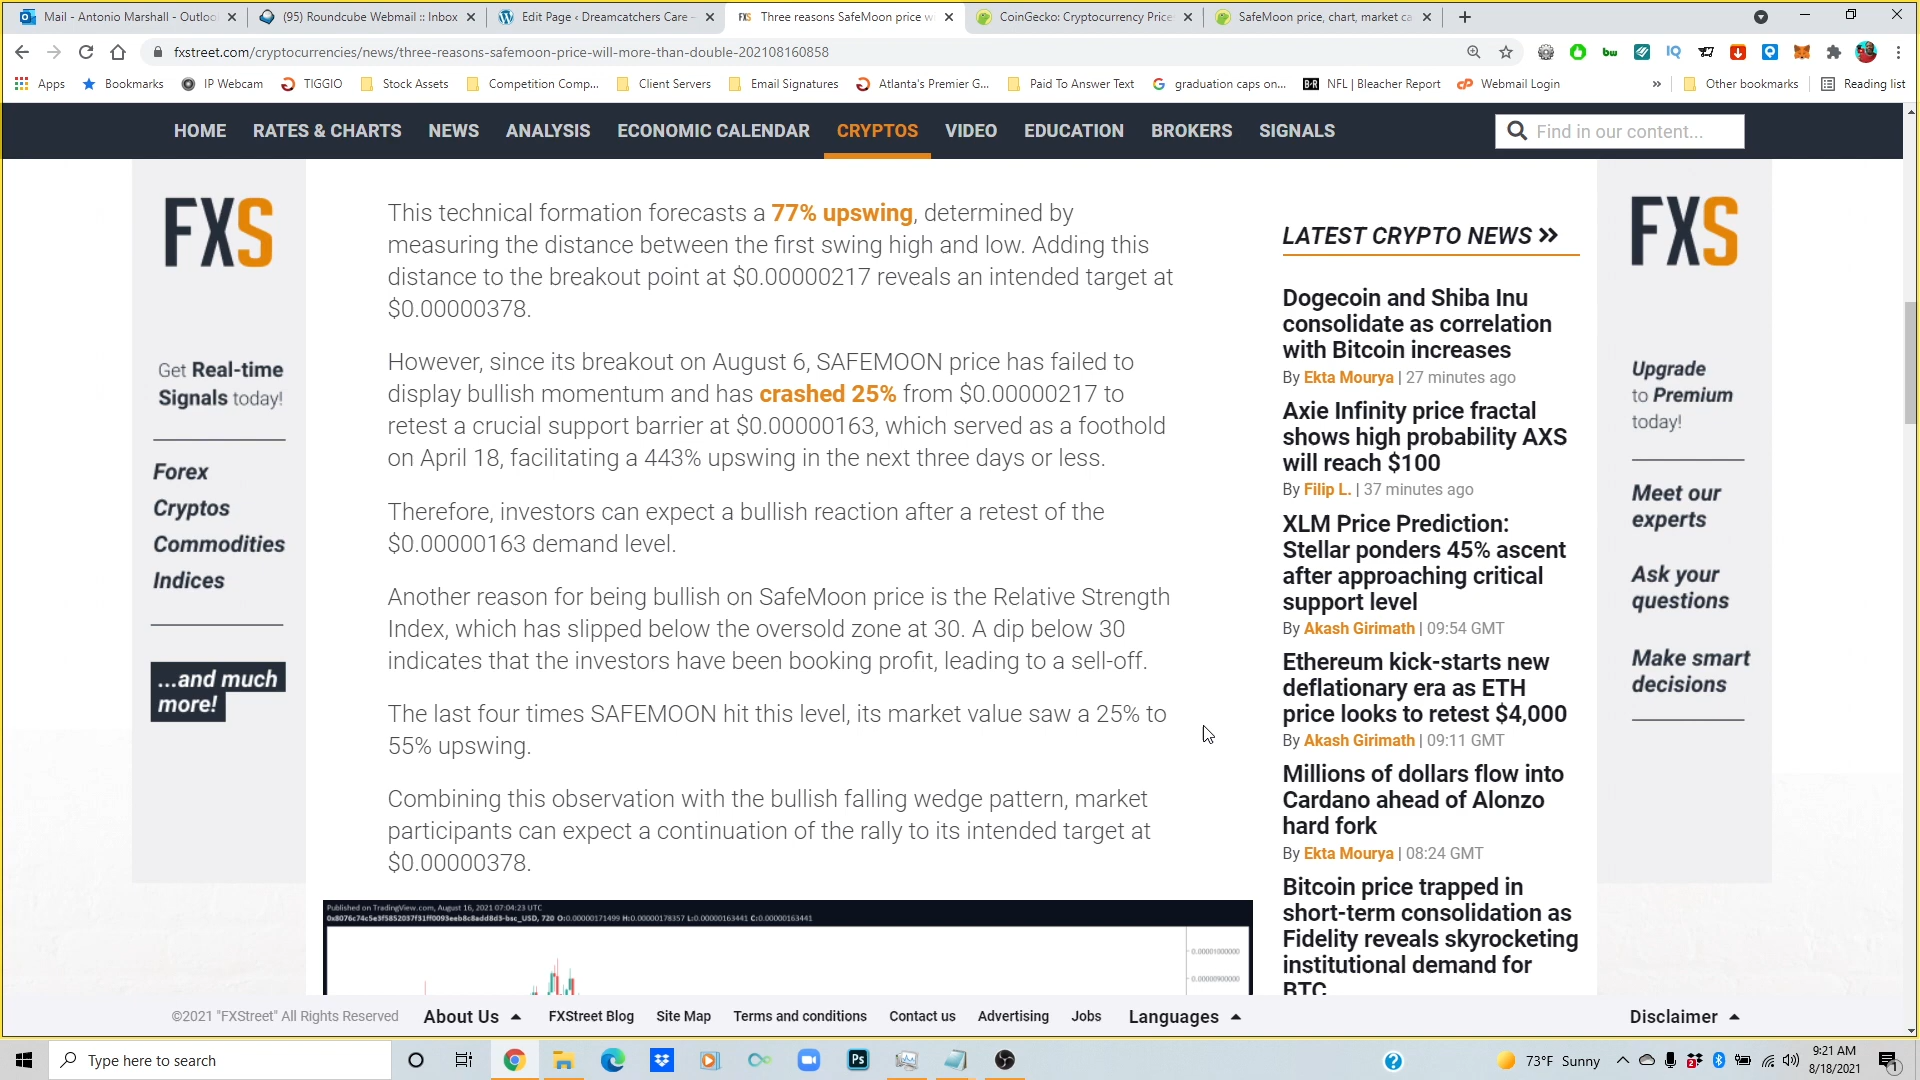 Mail - Antonio Marshall - Outloo
(95) Roundcube Webmail :: Inbox
Edit Page ‹ Dreamcatchers Care -
Three reasons SafeMoon price w
CoinGecko: Cryptocurrency Price
SafeMoon price, chart, market ca
fxstreet.com/cryptocurrencies/news/three-reasons-safemoon-price-will-more-than-double-202108160858
Apps
Bookmarks
IP Webcam
TIGGIO
Stock Assets
Competition Comp...
Client Servers
Email Signatures
Atlanta's Premier G...
Paid To Answer Text
graduation caps on...
NFL | Bleacher Report
Webmail Login
»
Other bookmarks
Reading list
HOME
RATES & CHARTS
NEWS
ANALYSIS
ECONOMIC CALENDAR
CRYPTOS
VIDEO
EDUCATION
BROKERS
SIGNALS
Find in our content...
FXS
Get Real-time
Signals today!
Forex
Cryptos
Commodities
Indices
...and much
more!
This technical formation forecasts a 77% upswing, determined by
measuring the distance between the first swing high and low. Adding this
distance to the breakout point at $0.00000217 reveals an intended target at
$0.00000378.
However, since its breakout on August 6, SAFEMOON price has failed to
display bullish momentum and has crashed 25% from $0.00000217 to
retest a crucial support barrier at $0.00000163, which served as a foothold
on April 18, facilitating a 443% upswing in the next three days or less.
Therefore, investors can expect a bullish reaction after a retest of the
$0.00000163 demand level.
Another reason for being bullish on SafeMoon price is the Relative Strength
Index, which has slipped below the oversold zone at 30. A dip below 30
indicates that the investors have been booking profit, leading to a sell-off.
The last four times SAFEMOON hit this level, its market value saw a 25% to
55% upswing.
Combining this observation with the bullish falling wedge pattern, market
participants can expect a continuation of the rally to its intended target at
$0.00000378.
Published on TradingView.com, August 16, 2021 07:04:23 UTC
0.00001000000
0.00000900000
LATEST CRYPTO NEWS »
Dogecoin and Shiba Inu
consolidate as correlation
with Bitcoin increases
By Ekta Mourya | 27 minutes ago
Axie Infinity price fractal
shows high probability AXS
will reach $100
By Filip L. | 37 minutes ago
XLM Price Prediction:
Stellar ponders 45% ascent
after approaching critical
support level
By Akash Girimath | 09:54 GMT
Ethereum kick-starts new
deflationary era as ETH
price looks to retest $4,000
By Akash Girimath | 09:11 GMT
Millions of dollars flow into
Cardano ahead of Alonzo
hard fork
By Ekta Mourya | 08:24 GMT
Bitcoin price trapped in
short-term consolidation as
Fidelity reveals skyrocketing
institutional demand for
BTC
FXS
Upgrade
to Premium
today!
Meet our
experts
Ask your
questions
Make smart
decisions
©2021 "FXStreet" All Rights Reserved
About Us
FXStreet Blog
Site Map
Terms and conditions
Contact us
Advertising
Jobs
Languages
Disclaimer
Type here to search
73°F Sunny
9:21 AM
8/18/2021